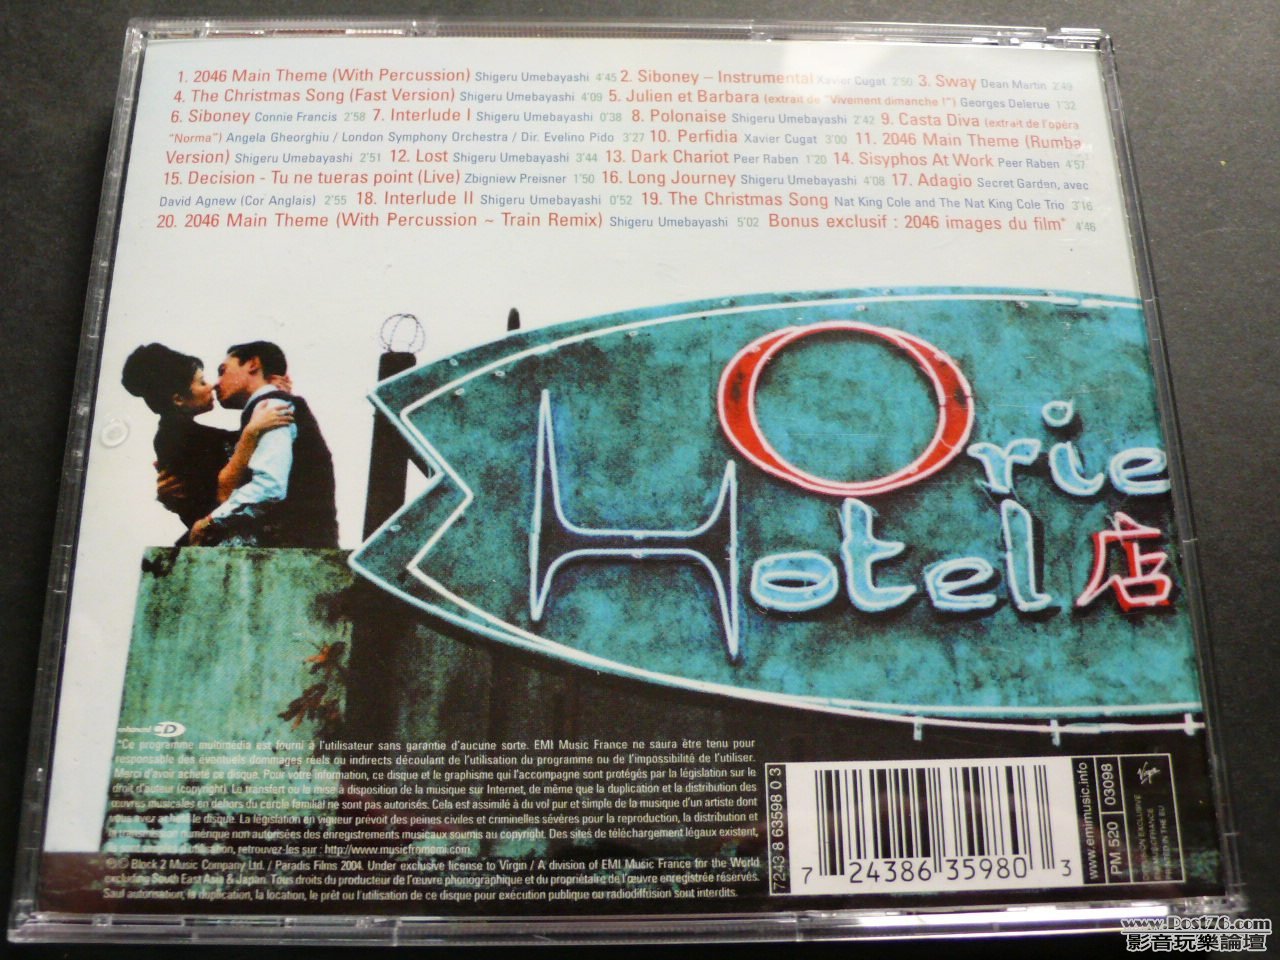 1. 2046 Main Theme (With Percussion) Shigeru Umebayashi 4'45 2. Siboney – Instrumental Xavier Cugat 2'50 3. Sway Dean Martin 2'49
4. The Christmas Song (Fast Version) Shigeru Umebayashi 4'09 5. Julien et Barbara (extrait de "Vivement dimanche !") Georges Delerue 1'32
6. Siboney Connie Francis 2'58 7. Interlude I Shigeru Umebayashi 0'38 8. Polonaise Shigeru Umebayashi 2'42 9. Casta Diva (extrait de l'opéra
"Norma") Angela Gheorghiu / London Symphony Orchestra / Dir. Evelino Pido 3'27 10. Perfidia Xavier Cugat 3'00 11. 2046 Main Theme (Rumba
Version) Shigeru Umebayashi 2'51 12. Lost Shigeru Umebayashi 3'44 13. Dark Chariot Peer Raben 1'20 14. Sisyphos At Work Peer Raben 4'57
15. Decision - Tu ne tueras point (Live) Zbigniew Preisner 1'50 16. Long Journey Shigeru Umebayashi 4'08 17. Adagio Secret Garden, avec
David Agnew (Cor Anglais) 2'55 18. Interlude II Shigeru Umebayashi 0'52 19. The Christmas Song Nat King Cole and The Nat King Cole Trio 3'16
20. 2046 Main Theme (With Percussion ~ Train Remix) Shigeru Umebayashi 5'02 Bonus exclusif : 2046 images du film* 4'46
Orie
Hotel 店
enhanced CD
*Ce programme multimédia est fourni à l'utilisateur sans garantie d'aucune sorte. EMI Music France ne saura être tenu pour
responsable des éventuels dommages réels ou indirects découlant de l'utilisation du programme ou de l'impossibilité de l'utiliser.
Merci d'avoir acheté ce disque. Pour votre information, ce disque et le graphisme qui l'accompagne sont protégés par la législation sur le
droit d'auteur (copyright). Le transfert ou la mise à disposition de la musique sur Internet, de même que la duplication et la distribution des
œuvres musicales en dehors du cercle familial ne sont pas autorisés. Cela est assimilé à du vol pur et simple de la musique d'un artiste dont
vous avez acheté le disque. La législation en vigueur prévoit des peines civiles et criminelles sévères pour la reproduction, la distribution et
la transmission numérique non autorisées des enregistrements musicaux soumis au copyright. Des sites de téléchargement légaux existent,
ils sont simples d'utilisation, retrouvez-les sur : http://www.musicfromemi.com
℗© Block 2 Music Company Ltd. / Paradis Films 2004. Under exclusive license to Virgin / A division of EMI Music France for the World
excluding South East Asia & Japan. Tous droits du producteur de l'œuvre phonographique et du propriétaire de l'œuvre enregistrée réservés.
Sauf autorisation, la duplication, la location, le prêt ou l'utilisation de ce disque pour exécution publique ou radiodiffusion sont interdits.
7243 8 63598 0 3
7 24386 35980 3
www.emimusic.info
PM 520 03098
PRINTED IN THE EU
www.Post76.com
影音玩樂論壇